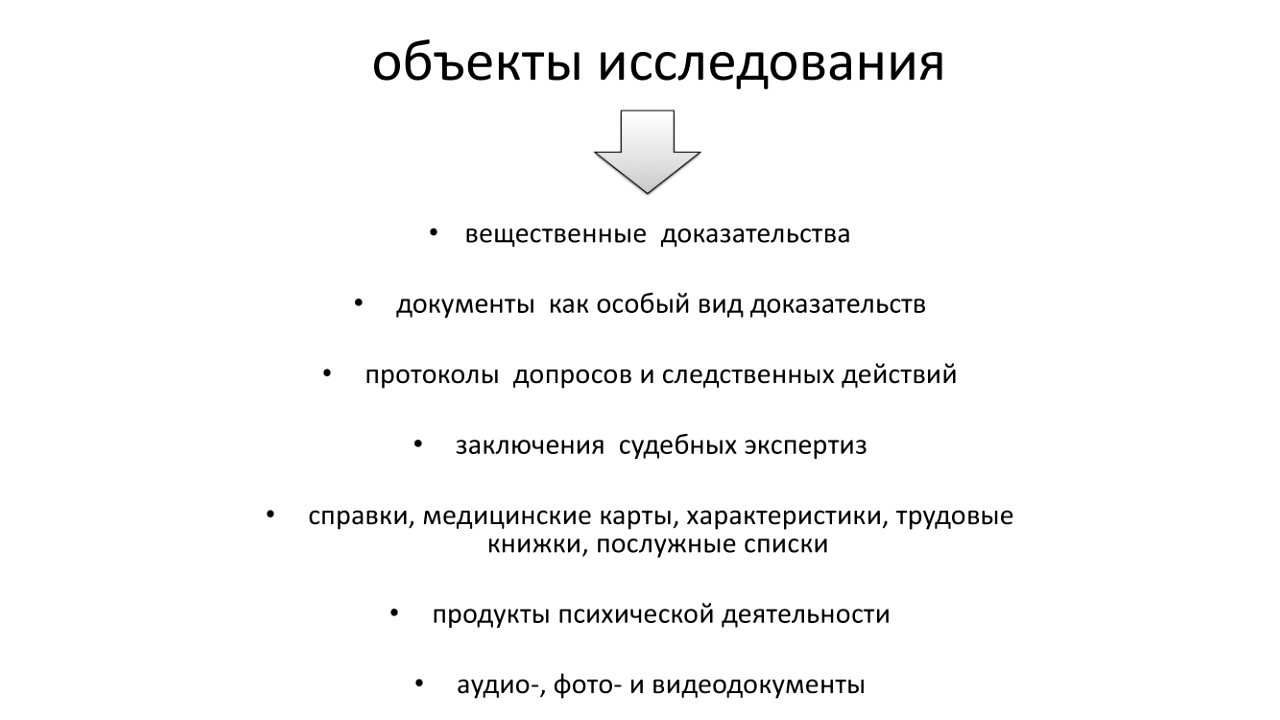 объекты исследования
• вещественные доказательства
• документы как особый вид доказательств
• протоколы допросов и следственных действий
• заключения судебных экспертиз
• справки, медицинские карты, характеристики, трудовые
книжки, послужные списки
• продукты психической деятельности
• аудио-, фото- и видеодокументы